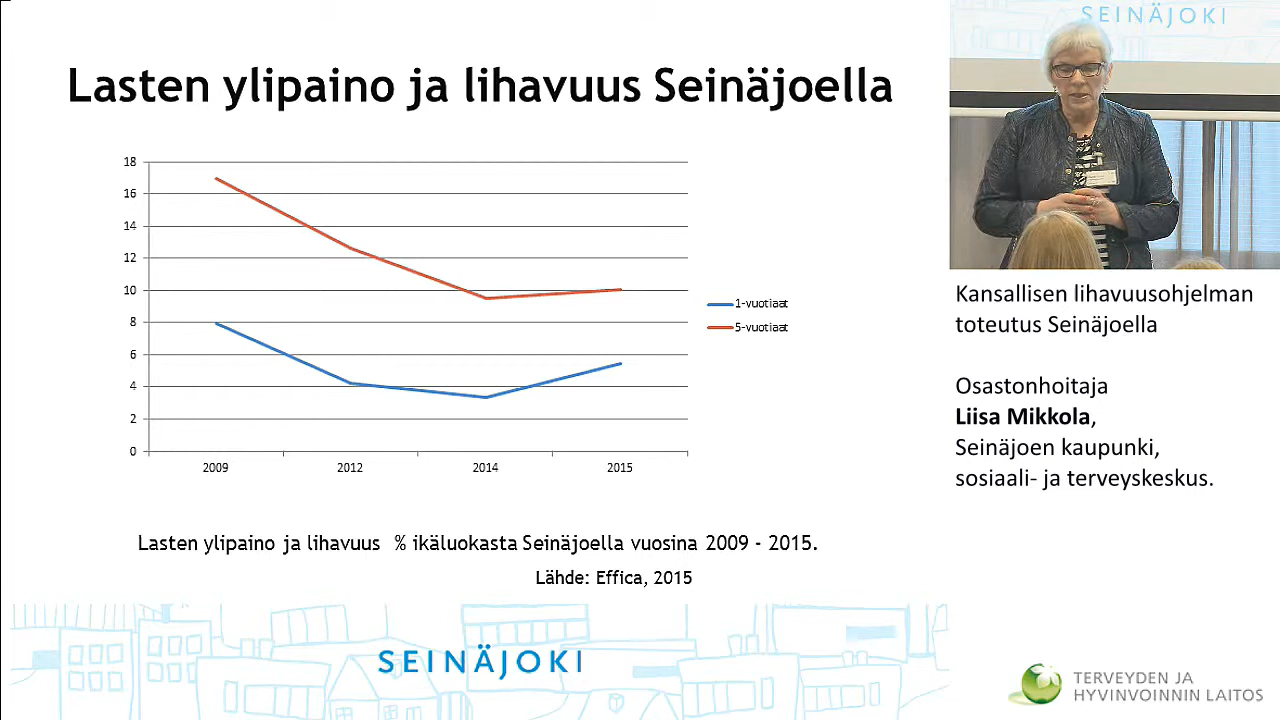 Lasten ylipaino ja lihavuus Seinäjoella
18
16
14
12
10
8
6
4
2
0
2009 2012 2014 2015
1-vuotiaat
5-vuotiaat
Lasten ylipaino ja lihavuus % ikäluokasta Seinäjoella vuosina 2009 - 2015.
Lähde: Effica, 2015
SEINÄJOKI
SEINÄJOKI
Kansallisen lihavuusohjelman
toteutus Seinäjoella
Osastonhoitaja
Liisa Mikkola,
Seinäjoen kaupunki,
sosiaali- ja terveyskeskus.
TERVEYDEN JA
HYVINVOINNIN LAITOS